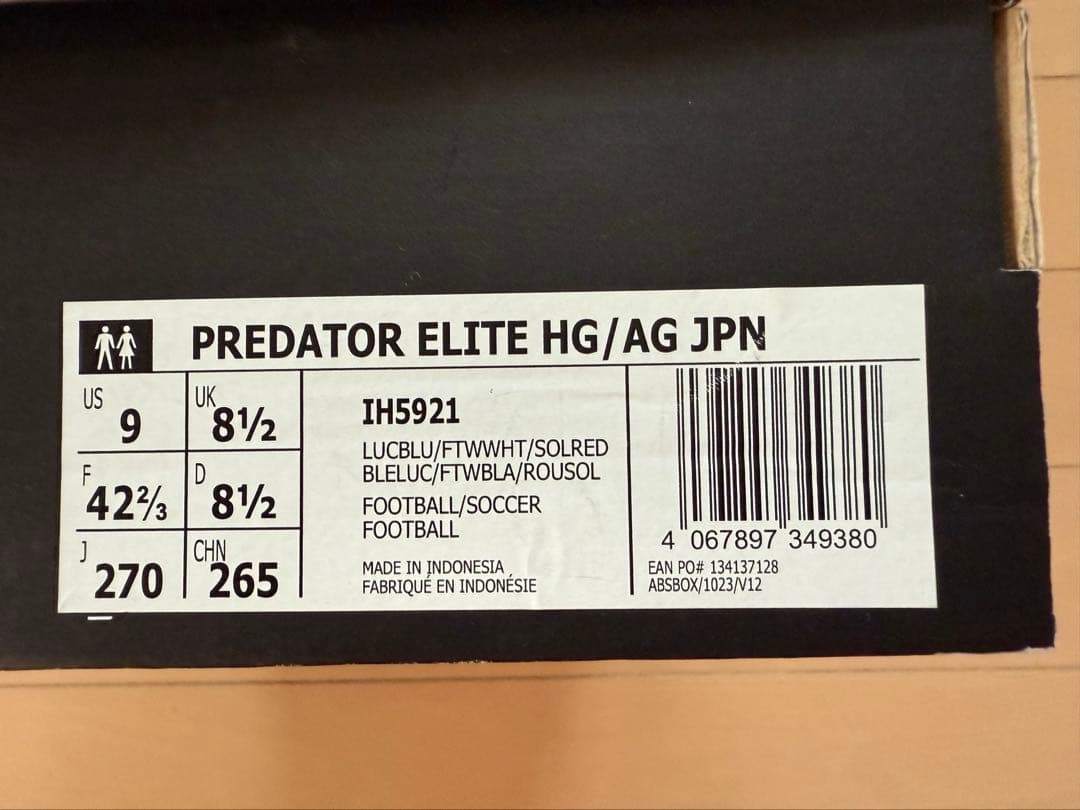 PREDATOR ELITE HG/AG JPN
US 9
UK 8½
F 42⅔
D 8½
J 270
CHN 265
IH5921
LUCBLU/FTWWHT/SOLRED
BLELUC/FTWBLA/ROUSOL
FOOTBALL/SOCCER
FOOTBALL
MADE IN INDONESIA
FABRIQUÉ EN INDONÉSIE
4 067897 349380
EAN PO# 134137128
ABSBOX/1023/V12